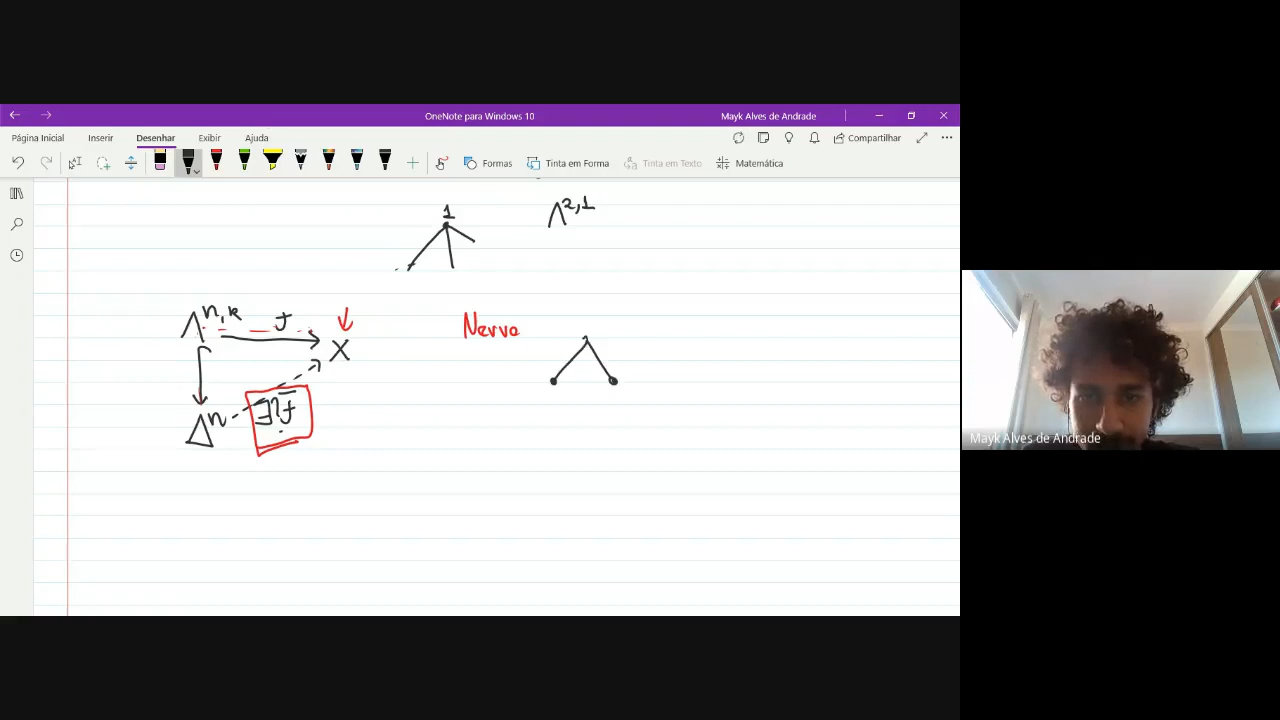 OneNote para Windows 10
Mayk Alves de Andrade
Página Inicial Inserir Desenhar Exibir Ajuda
Compartilhar
Formas Tinta em Forma Tinta em Texto Matemática
1
Λ^2,1
Λ^n,k f X
Nerve
Δ^n ∃? f̄
Mayk Alves de Andrade